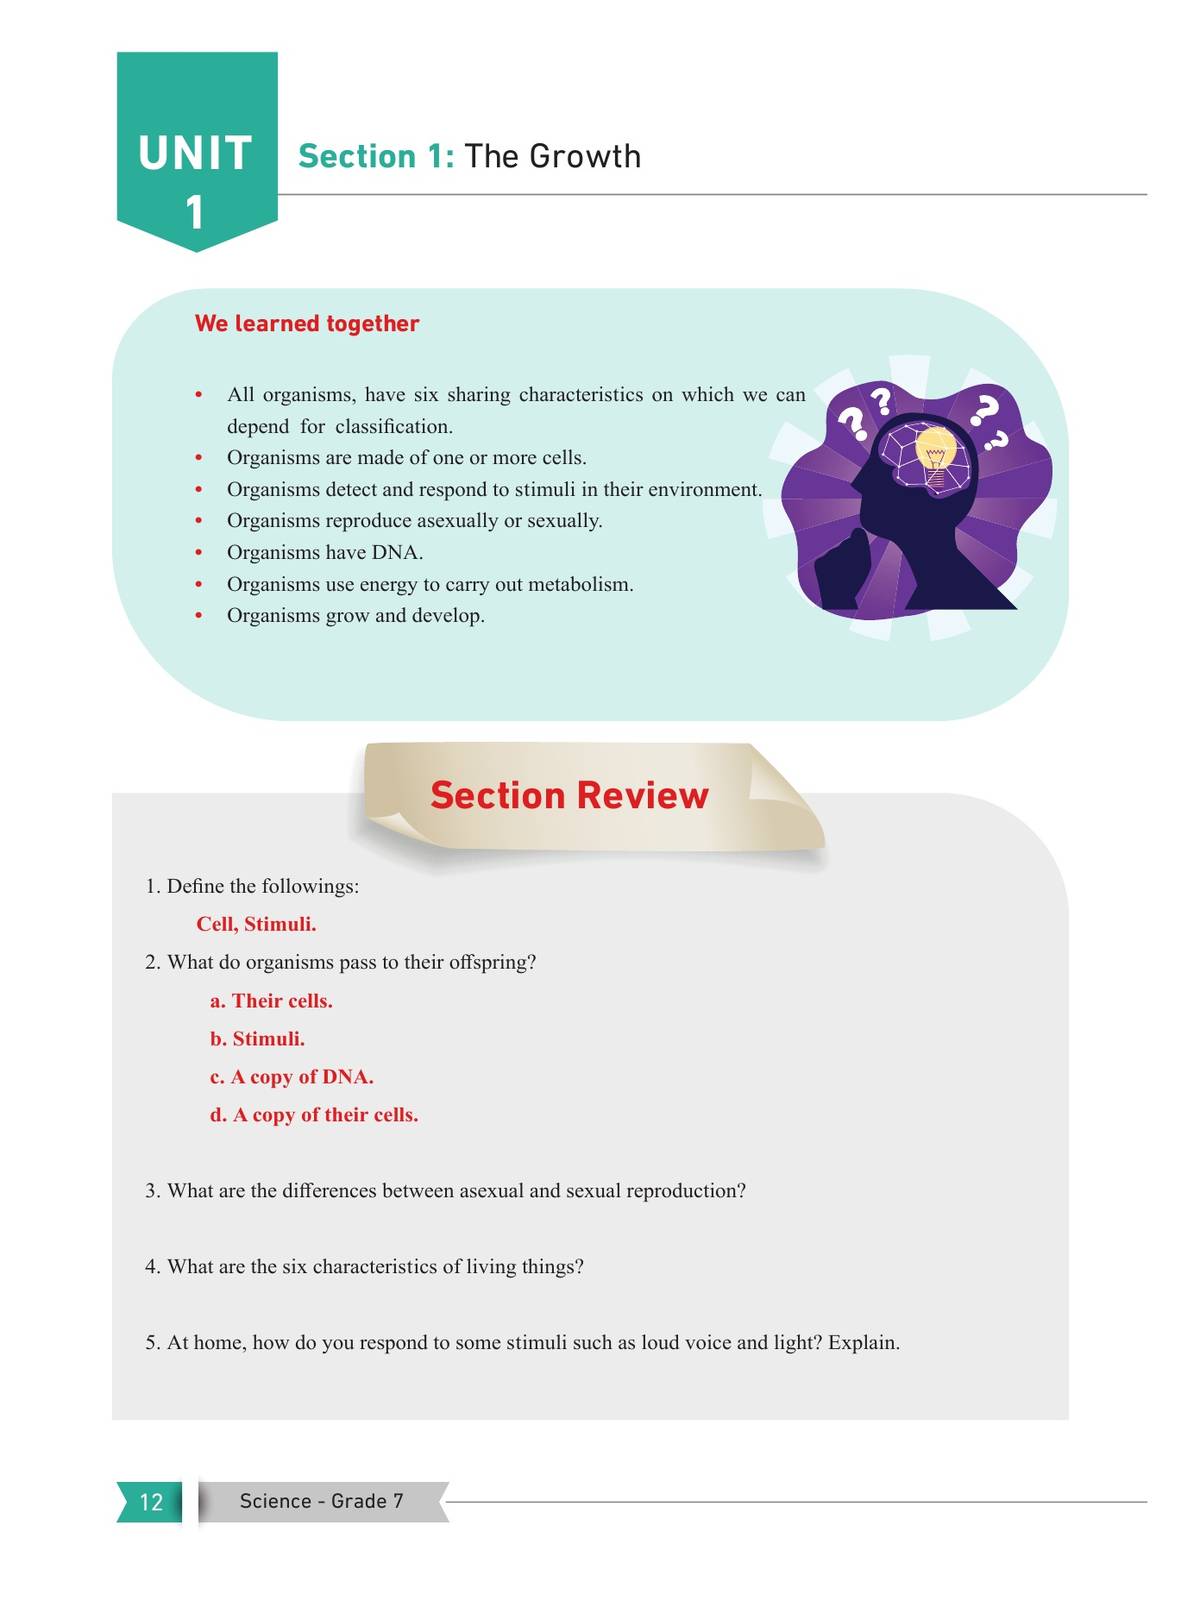 UNIT
1
Section 1: The Growth
We learned together
• All organisms, have six sharing characteristics on which we can
depend for classification.
• Organisms are made of one or more cells.
• Organisms detect and respond to stimuli in their environment.
• Organisms reproduce asexually or sexually.
• Organisms have DNA.
• Organisms use energy to carry out metabolism.
• Organisms grow and develop.
? ? ? ?
Section Review
1. Define the followings:
Cell, Stimuli.
2. What do organisms pass to their offspring?
a. Their cells.
b. Stimuli.
c. A copy of DNA.
d. A copy of their cells.
3. What are the differences between asexual and sexual reproduction?
4. What are the six characteristics of living things?
5. At home, how do you respond to some stimuli such as loud voice and light? Explain.
12
Science - Grade 7